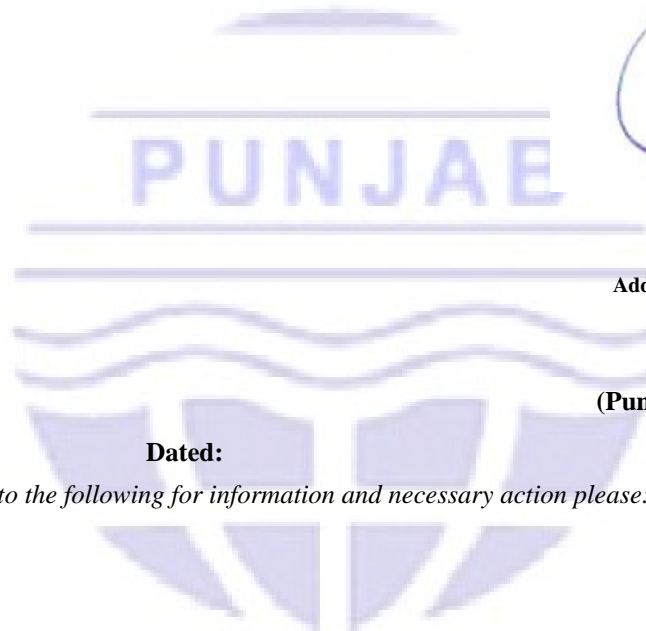 PUNJAB
Dated:
to the following for information and necessary action please: